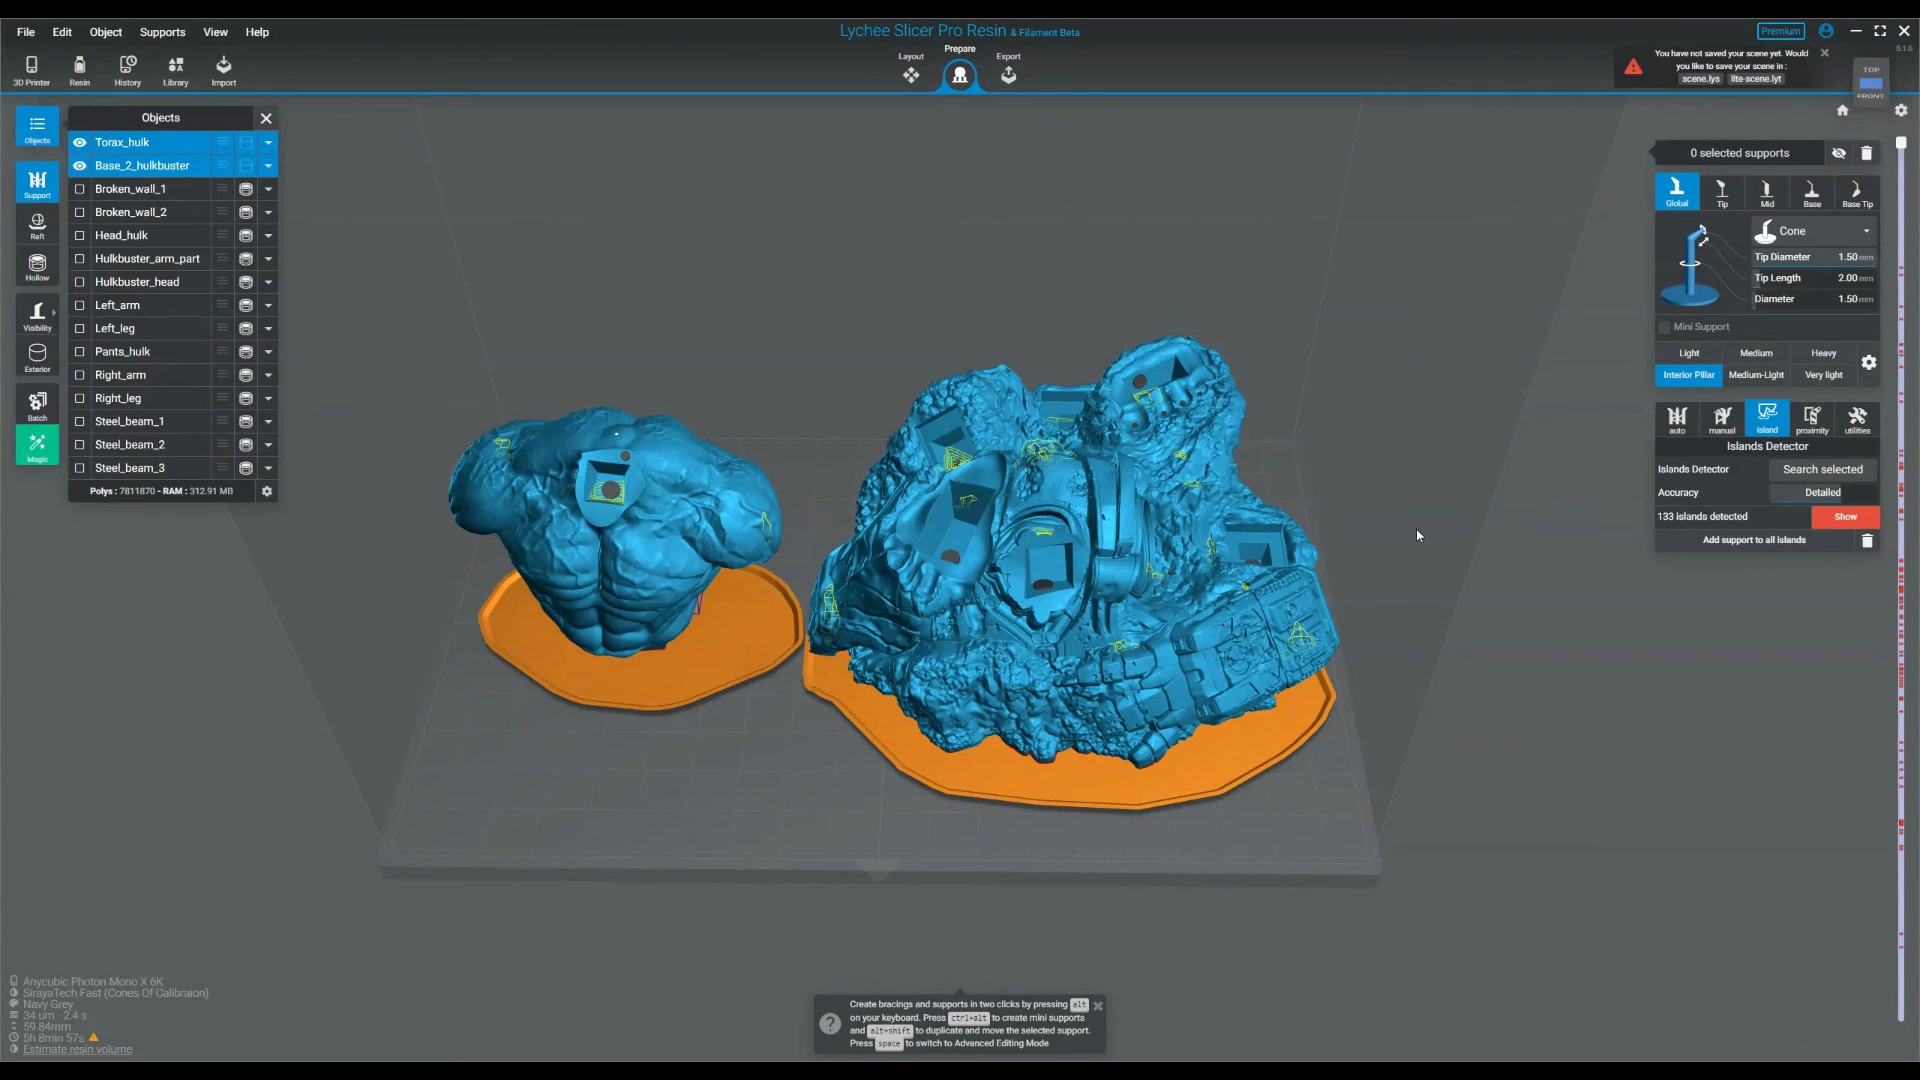 File Edit Object Supports View Help
Lychee Slicer Pro Resin & Filament Beta
Premium
5.1.0
3D Printer Resin History Library Import
Layout Prepare Export
You have not saved your scene yet. Would
you like to save your scene in :
scene.lys lite-scene.lyt
TOP
FRONT
Objects
Support
Raft
Hollow
Visibility
Exterior
Batch
Magic
Objects
Torax_hulk
Base_2_hulkbuster
Broken_wall_1
Broken_wall_2
Head_hulk
Hulkbuster_arm_part
Hulkbuster_head
Left_arm
Left_leg
Pants_hulk
Right_arm
Right_leg
Steel_beam_1
Steel_beam_2
Steel_beam_3
Polys : 7811870 - RAM : 312.91 MB
0 selected supports
Global Tip Mid Base Base Tip
Cone
Tip Diameter 1.50 mm
Tip Length 2.00 mm
Diameter 1.50 mm
Mini Support
Light Medium Heavy
Interior Pillar Medium-Light Very light
auto manual island proximity utilities
Islands Detector
Islands Detector Search selected
Accuracy Detailed
133 islands detected Show
Add support to all islands
Anycubic Photon Mono X 6K
SirayaTech Fast (Cones Of Calibraion)
Navy Grey
34 um - 2.4 s
59.84mm
5h 8min 57s
Estimate resin volume
Create bracings and supports in two clicks by pressing alt
on your keyboard. Press ctrl+alt to create mini supports
and alt+shift to duplicate and move the selected support.
Press space to switch to Advanced Editing Mode